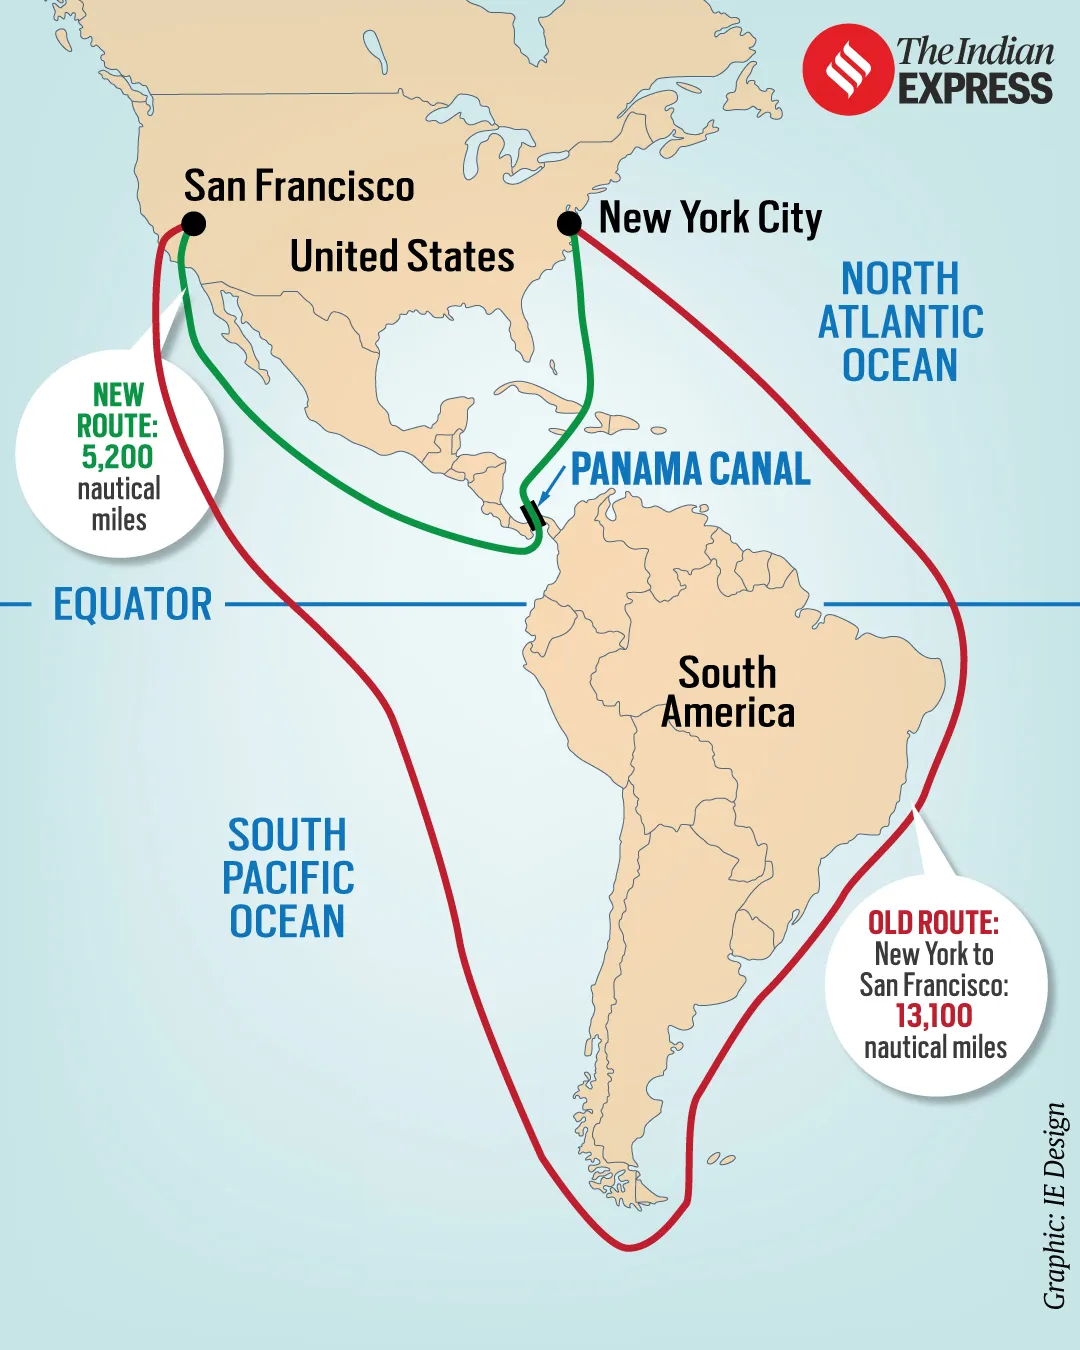 The Indian
EXPRESS
San Francisco
New York City
United States
NORTH
ATLANTIC
OCEAN
NEW
ROUTE:
5,200
nautical
miles
PANAMA CANAL
EQUATOR
South
America
SOUTH
PACIFIC
OCEAN
OLD ROUTE:
New York to
San Francisco:
13,100
nautical miles
Graphic: IE Design